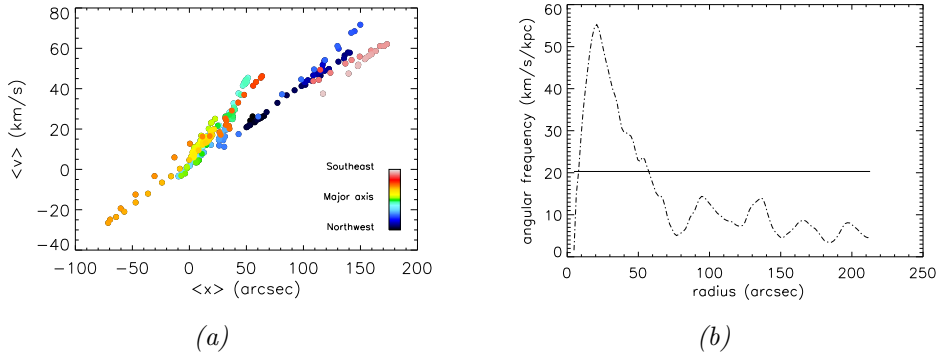 80
60
40
20
0
−20
−40
<v> (km/s)
Southeast
Major axis
Northwest
−100 −50 0 50 100 150 200
<x> (arcsec)
(a)
60
50
40
30
20
10
0
angular frequency (km/s/kpc)
0 50 100 150 200 250
radius (arcsec)
(b)